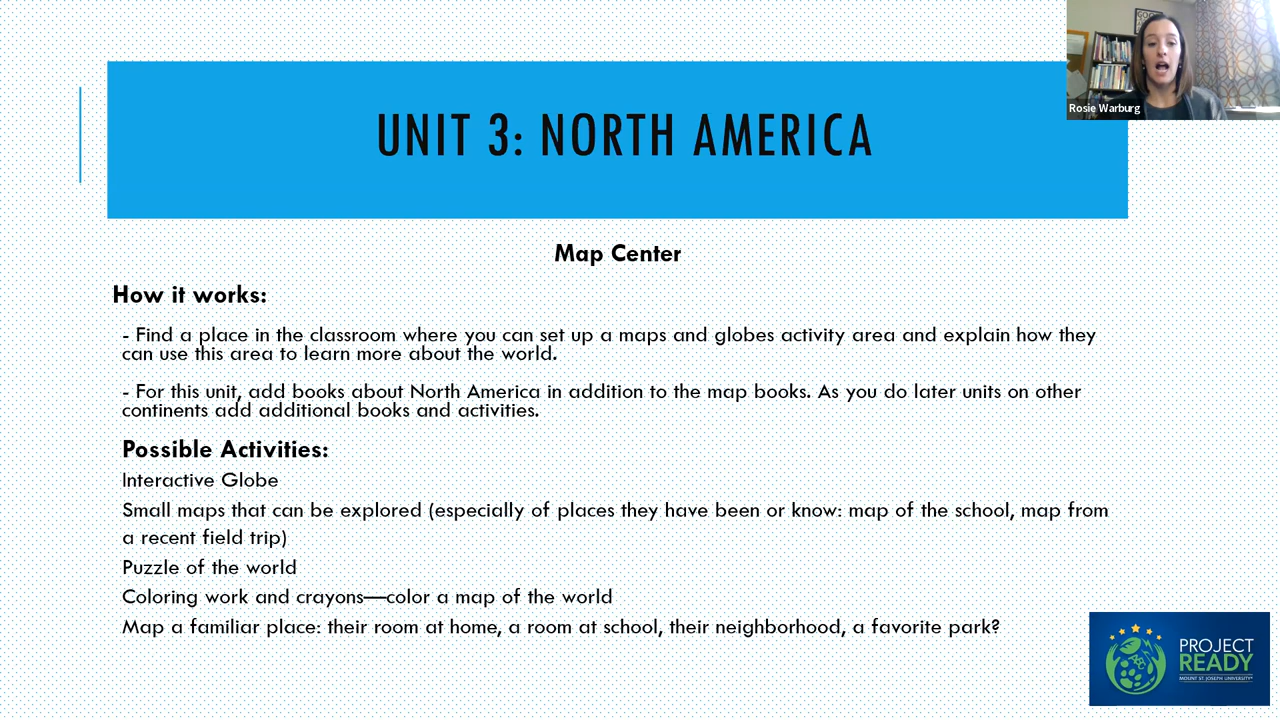 Rosie Warburg
UNIT 3: NORTH AMERICA
Map Center
How it works:
- Find a place in the classroom where you can set up a maps and globes activity area and explain how they
can use this area to learn more about the world.
- For this unit, add books about North America in addition to the map books. As you do later units on other
continents add additional books and activities.
Possible Activities:
Interactive Globe
Small maps that can be explored (especially of places they have been or know: map of the school, map from
a recent field trip)
Puzzle of the world
Coloring work and crayons—color a map of the world
Map a familiar place: their room at home, a room at school, their neighborhood, a favorite park?
PROJECT
READY
MOUNT ST. JOSEPH UNIVERSITY